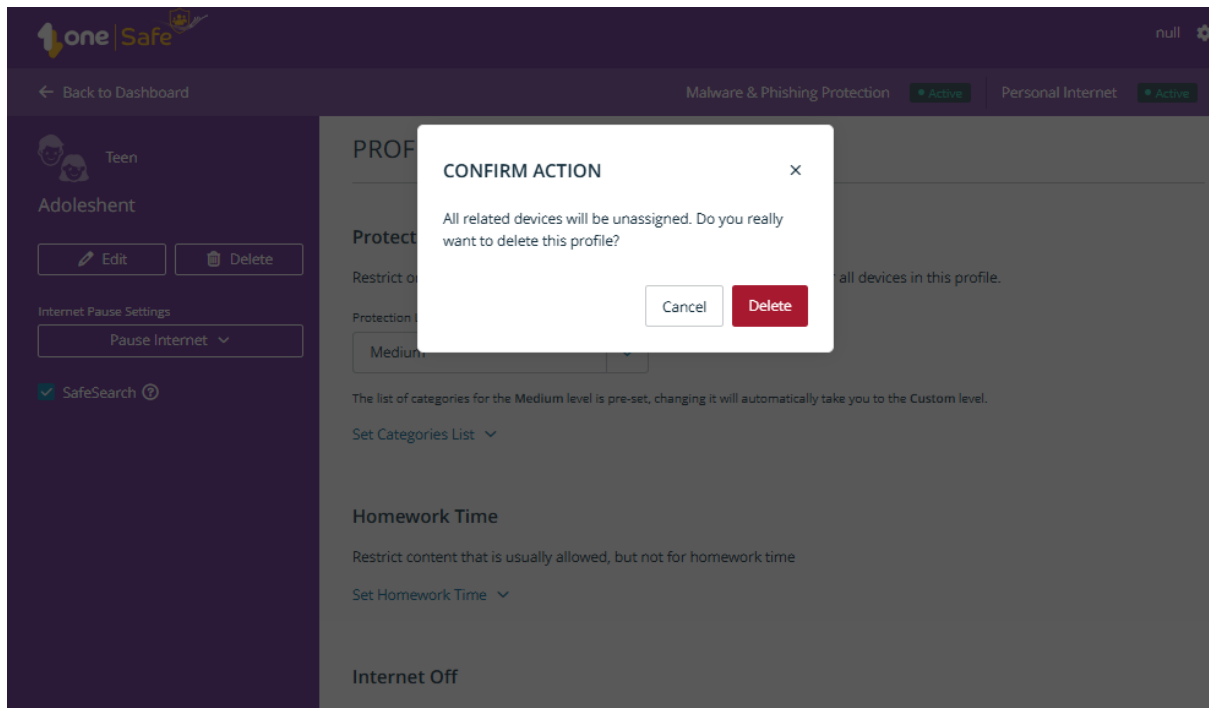 one Safe
null
Back to Dashboard
Malware & Phishing Protection
Active
Personal Internet
Active
Teen
Adoleshent
Edit
Delete
Internet Pause Settings
Pause Internet
SafeSearch
PROF
CONFIRM ACTION
All related devices will be unassigned. Do you really
want to delete this profile?
Cancel
Delete
Protect
Restrict
all devices in this profile.
Protection
Medium
The list of categories for the Medium level is pre-set, changing it will automatically take you to the Custom level.
Set Categories List
Homework Time
Restrict content that is usually allowed, but not for homework time
Set Homework Time
Internet Off